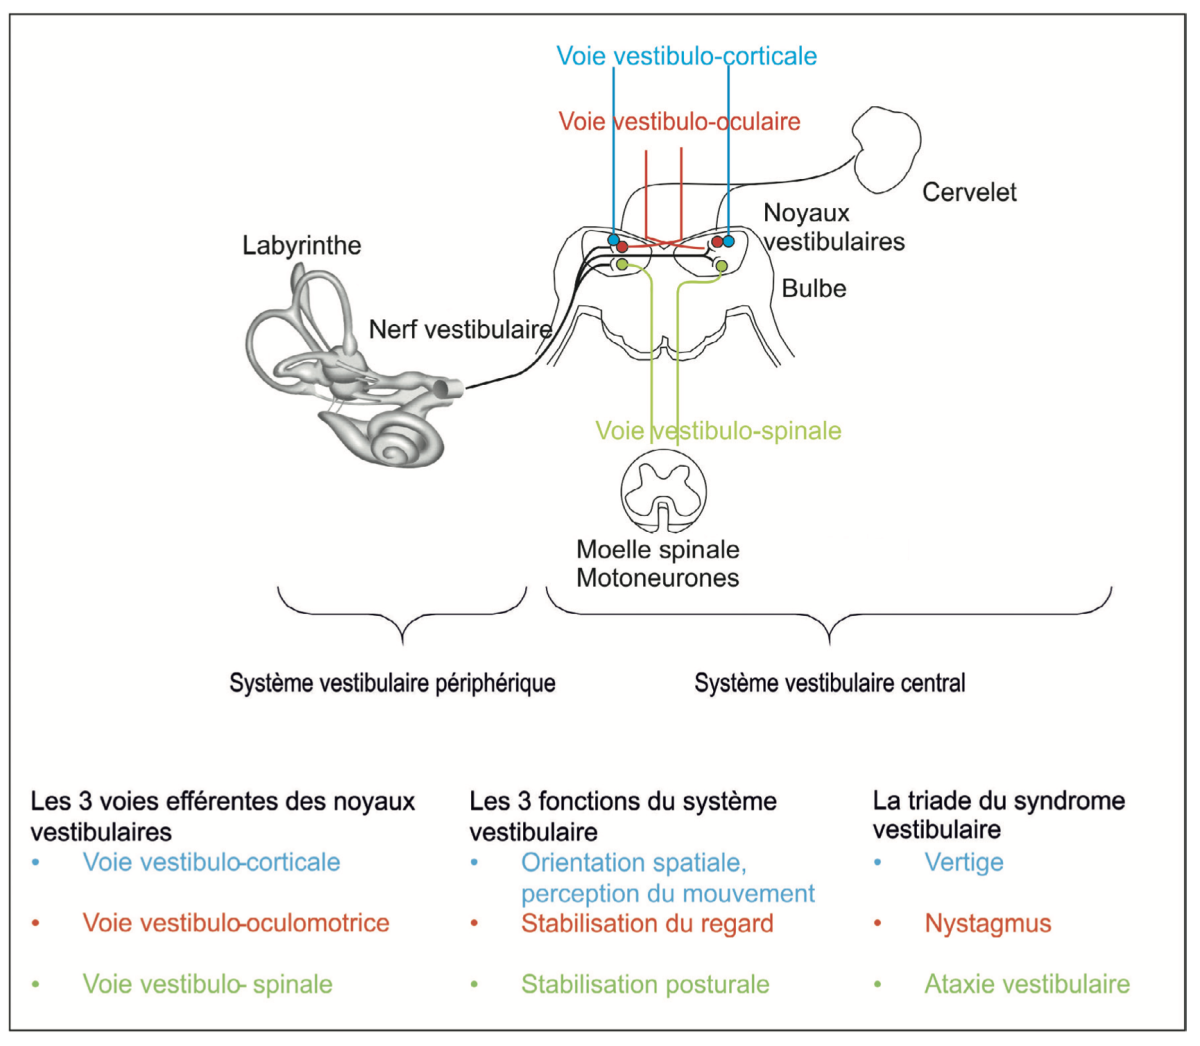 Voie vestibulo-corticale
Voie vestibulo-oculaire
Cervelet
Noyaux
vestibulaires
Labyrinthe
Bulbe
Nerf vestibulaire
Voie vestibulo-spinale
Moelle spinale
Motoneurones
Système vestibulaire périphérique
Système vestibulaire central
Les 3 voies efférentes des noyaux
vestibulaires
• Voie vestibulo-corticale
• Voie vestibulo-oculomotrice
• Voie vestibulo- spinale
Les 3 fonctions du système
vestibulaire
• Orientation spatiale,
perception du mouvement
• Stabilisation du regard
• Stabilisation posturale
La triade du syndrome
vestibulaire
• Vertige
• Nystagmus
• Ataxie vestibulaire